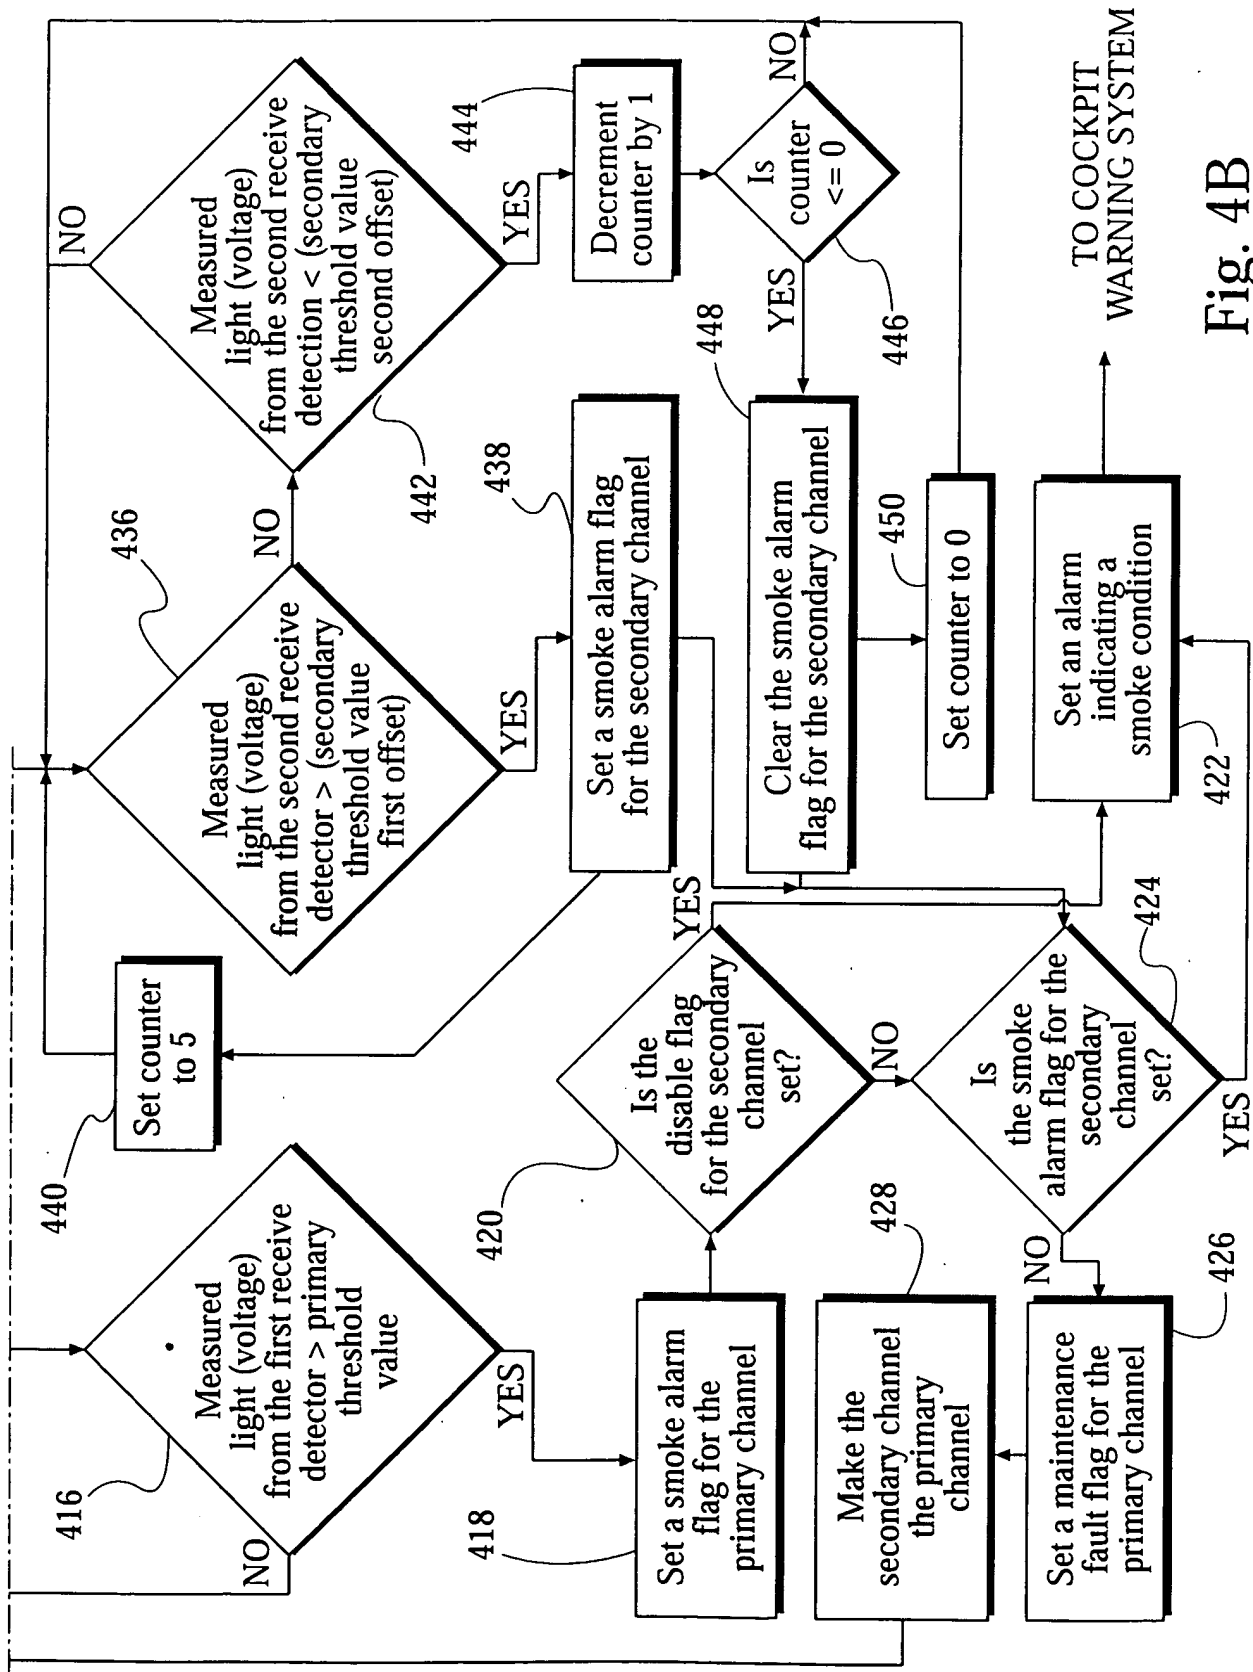 416
Measured
light (voltage)
from the first receive
detector > primary
threshold
value
NO
YES
418
Set a smoke alarm
flag for the
primary channel
440
Set counter
to 5
436
Measured
light (voltage)
from the second receive
detector > (secondary
threshold value
first offset)
NO
YES
438
Set a smoke alarm flag
for the secondary channel
442
Measured
light (voltage)
from the second receive
detection < (secondary
threshold value
second offset)
NO
YES
444
Decrement
counter by 1
446
Is
counter
<= 0
NO
YES
448
Clear the smoke alarm
flag for the secondary channel
450
Set counter to 0
420
Is the
disable flag
for the secondary
channel
set?
YES
NO
424
Is
the smoke
alarm flag for the
secondary
channel
set?
NO
YES
428
Make the
secondary channel
the primary
channel
426
Set a maintenance
fault flag for the
primary channel
422
Set an alarm
indicating a
smoke condition
TO COCKPIT
WARNING SYSTEM
Fig. 4B